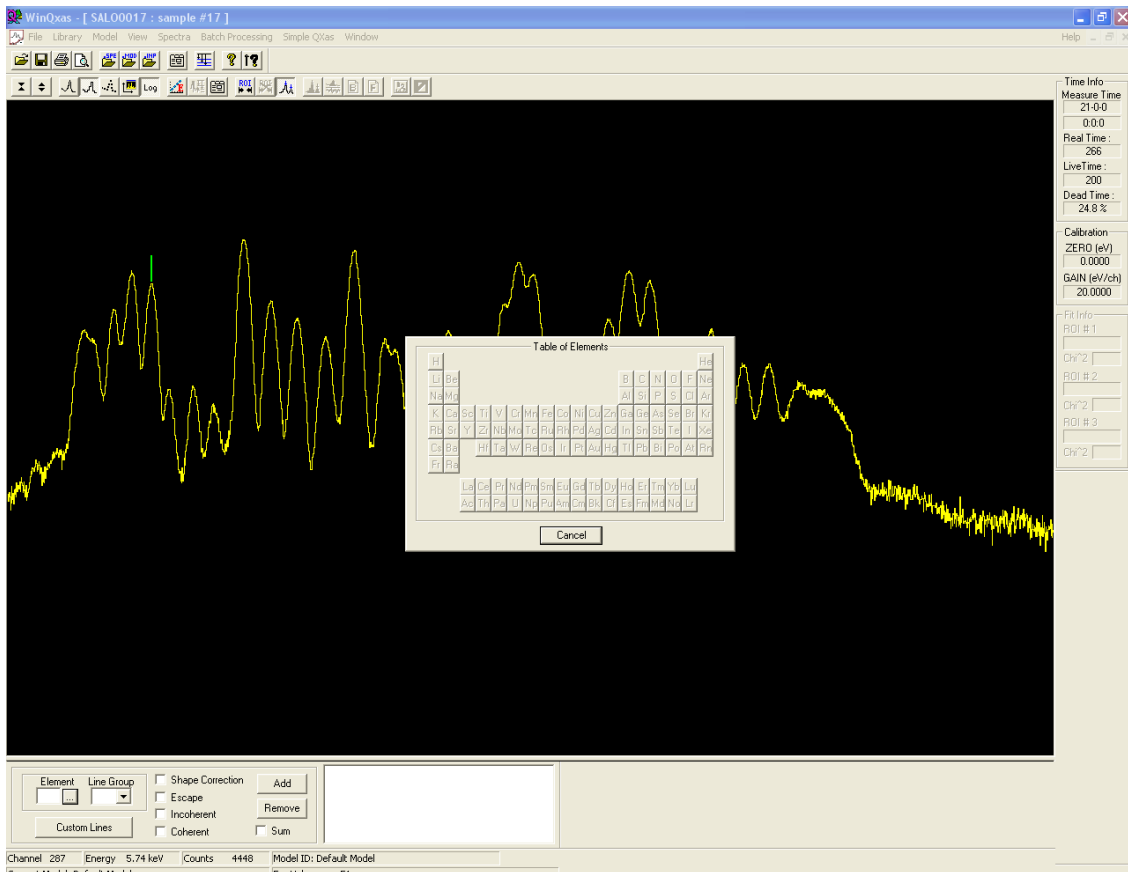 WinQxas - [ SALO0017 : sample #17 ]
File Library Model View Spectra Batch Processing Simple QXas Window Help
SPE MOD INP
Log ROI
Time Info
Measure Time
21-0-0
0:0:0
Real Time :
266
LiveTime :
200
Dead Time :
24.8 %
Calibration
ZERO (eV)
0.0000
GAIN (eV/ch)
20.0000
Fit Info
ROI # 1
Chi^2
ROI # 2
Chi^2
ROI # 3
Chi^2
Table of Elements
H He
Li Be B C N O F Ne
Na Mg Al Si P S Cl Ar
K Ca Sc Ti V Cr Mn Fe Co Ni Cu Zn Ga Ge As Se Br Kr
Rb Sr Y Zr Nb Mo Tc Ru Rh Pd Ag Cd In Sn Sb Te I Xe
Cs Ba Hf Ta W Re Os Ir Pt Au Hg Tl Pb Bi Po At Rn
Fr Ra
La Ce Pr Nd Pm Sm Eu Gd Tb Dy Ho Er Tm Yb Lu
Ac Th Pa U Np Pu Am Cm Bk Cf Es Fm Md No Lr
Cancel
Element Line Group
...
Custom Lines
Shape Correction
Escape
Incoherent
Coherent
Add
Remove
Sum
Channel 287 Energy 5.74 keV Counts 4448 Model ID: Default Model